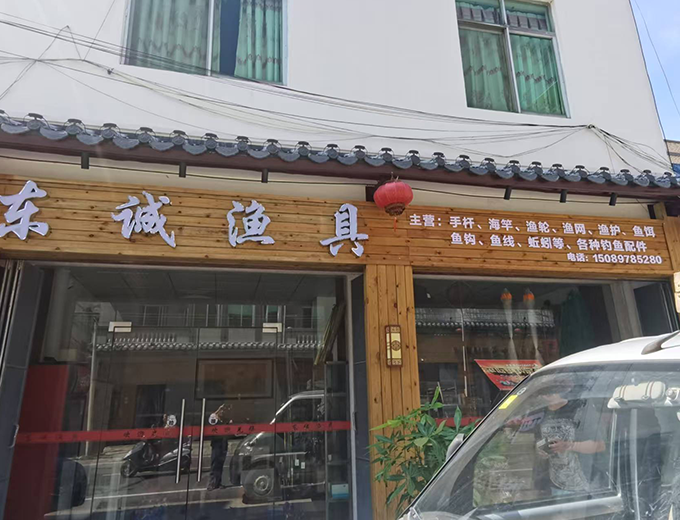 东诚渔具
主营：手杆、海竿、渔轮、渔网、渔护、鱼饵
鱼钩、鱼线、蚯蚓等、各种钓鱼配件
电话：15089785280